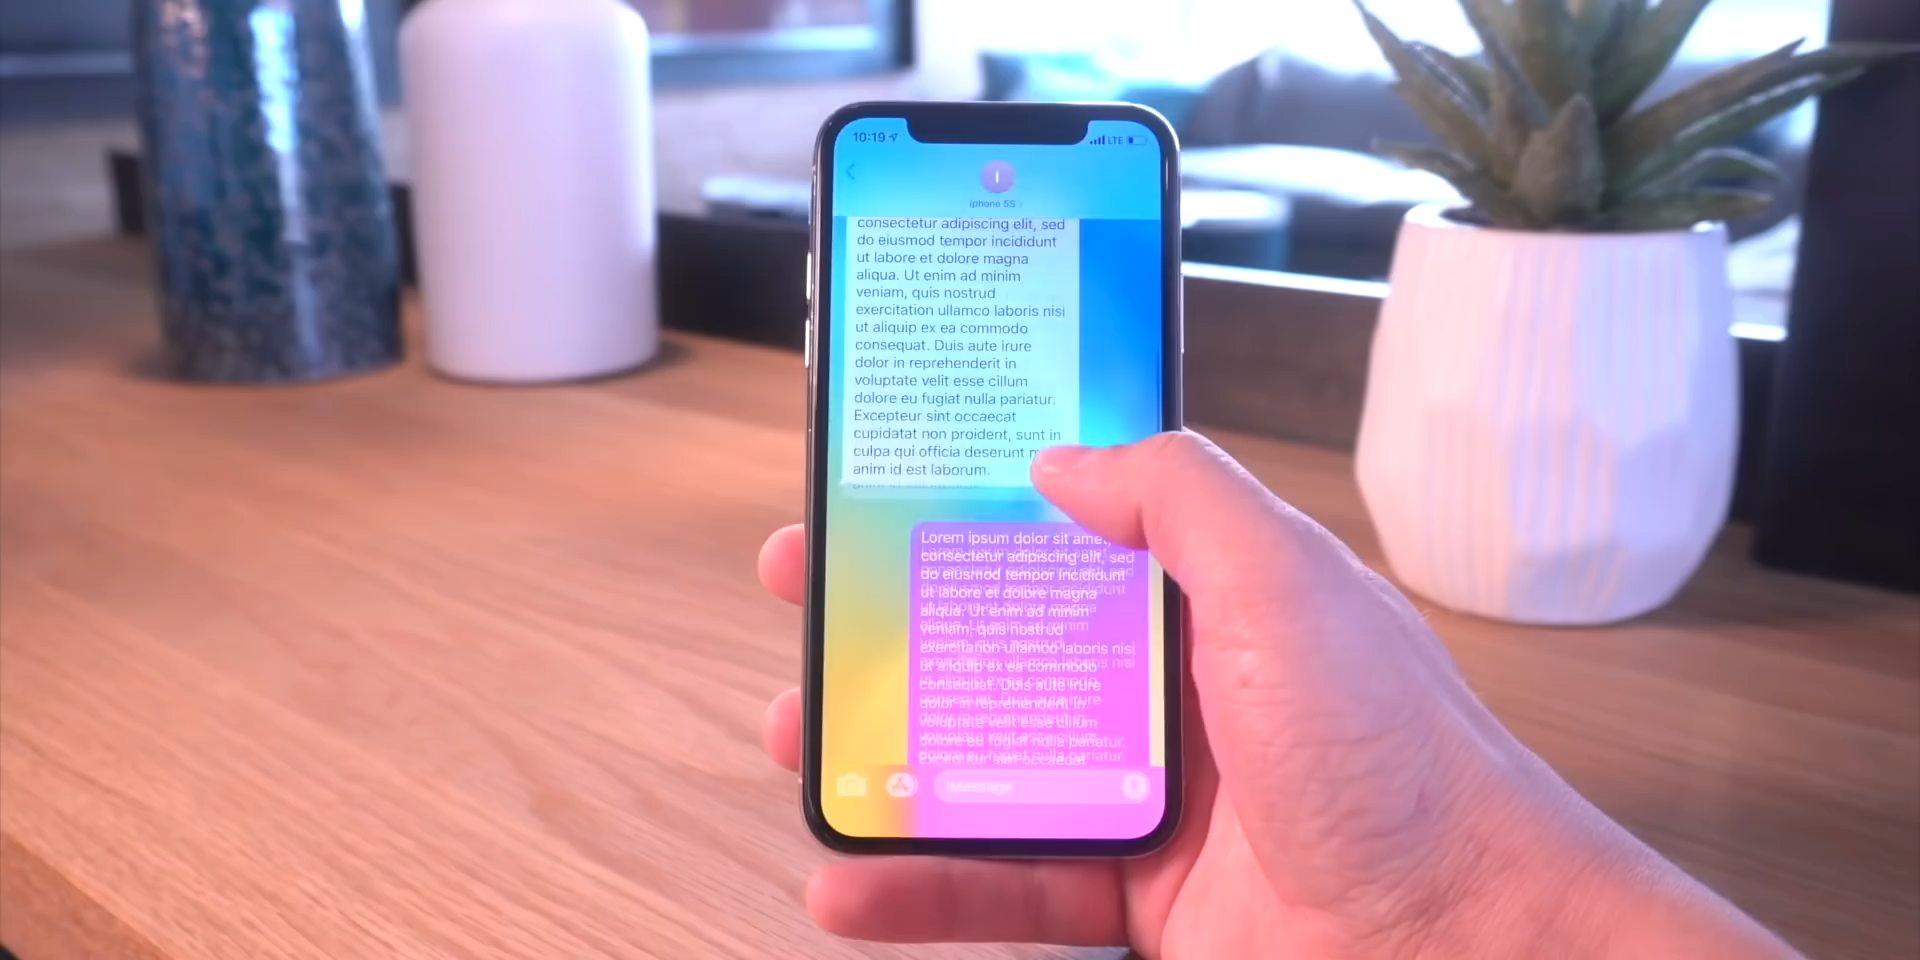 10:19
LTE
I
iphone 5S
consectetur adipiscing elit, sed
do eiusmod tempor incididunt
ut labore et dolore magna
aliqua. Ut enim ad minim
veniam, quis nostrud
exercitation ullamco laboris nisi
ut aliquip ex ea commodo
consequat. Duis aute irure
dolor in reprehenderit in
voluptate velit esse cillum
dolore eu fugiat nulla pariatur.
Excepteur sint occaecat
cupidatat non proident, sunt in
culpa qui officia deserunt
anim id est laborum.
Lorem ipsum dolor sit amet,
consectetur adipiscing elit, sed
do eiusmod tempor incididunt
ut labore et dolore magna
aliqua. Ut enim ad minim
veniam, quis nostrud
exercitation ullamco laboris nisi
ut aliquip ex ea commodo
consequat. Duis aute irure
dolor in reprehenderit in
voluptate velit esse cillum
dolore eu fugiat nulla pariatur.
Excepteur sint occaecat
iMessage